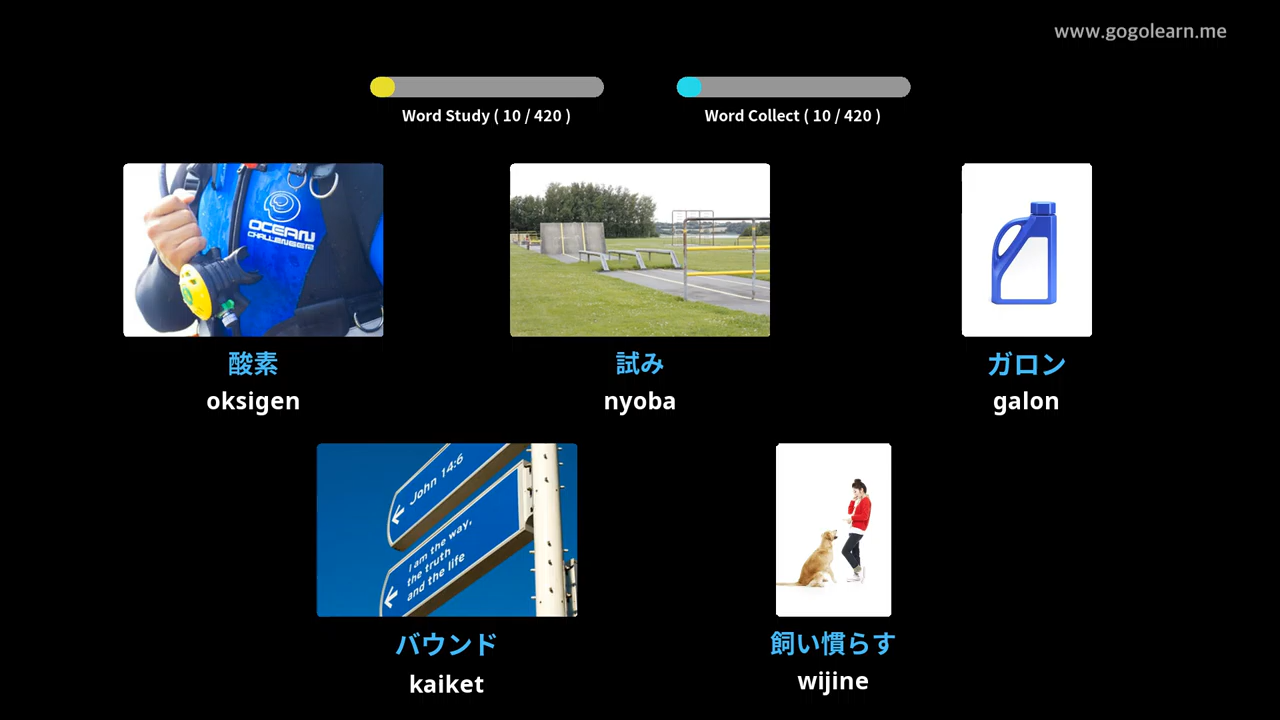 www.gogolearn.me
Word Study ( 10 / 420 )
Word Collect ( 10 / 420 )
OCEAN
CHALLENGER
酸素
oksigen
試み
nyoba
ガロン
galon
John 14:6
I am the way,
the truth
and the life
バウンド
kaiket
飼い慣らす
wijine